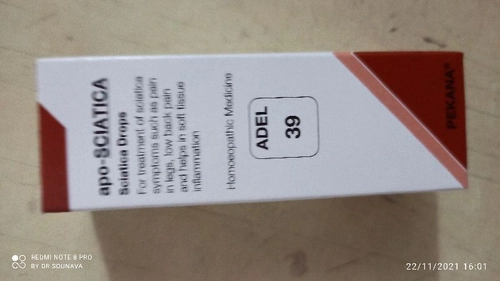 apo-SCIATICA
Sciatica Drops
For treatment of sciatica
symptoms such as pain
in legs, low back pain
and helps in soft tissue
inflammation
Homoeopathic Medicine
ADEL
39
PEKANA®
REDMI NOTE 8 PRO
BY DR SOUNAVA
22/11/2021 16:01